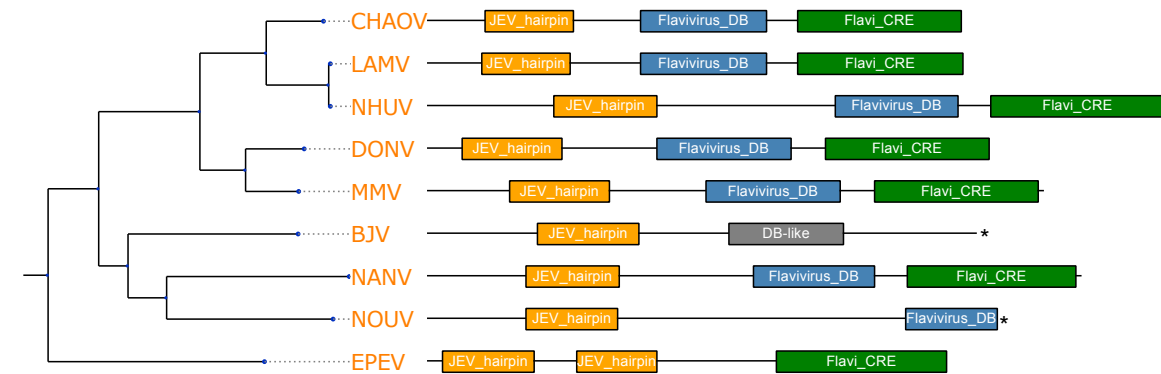 CHAOV JEV_hairpin Flavivirus_DB Flavi_CRE
LAMV JEV_hairpin Flavivirus_DB Flavi_CRE
NHUV JEV_hairpin Flavivirus_DB Flavi_CRE
DONV JEV_hairpin Flavivirus_DB Flavi_CRE
MMV JEV_hairpin Flavivirus_DB Flavi_CRE
BJV JEV_hairpin DB-like *
NANV JEV_hairpin Flavivirus_DB Flavi_CRE
NOUV JEV_hairpin Flavivirus_DB *
EPEV JEV_hairpin JEV_hairpin Flavi_CRE